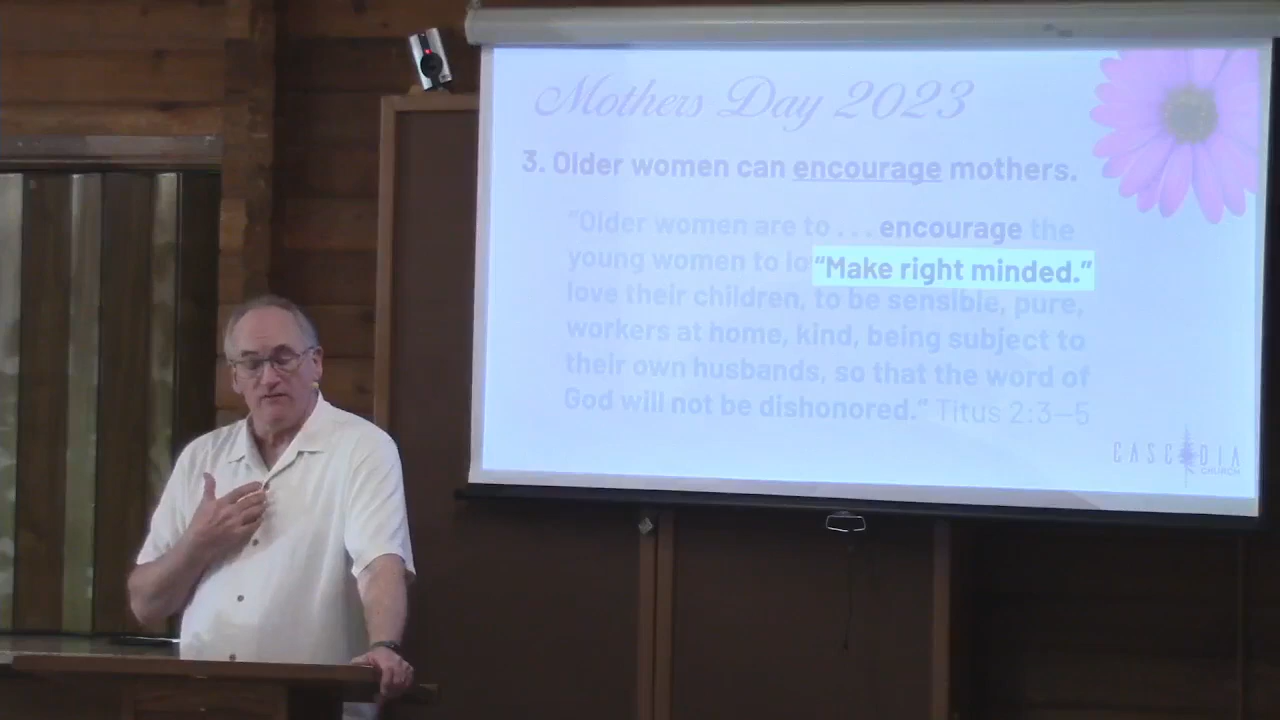 Mothers Day 2023
3. Older women can encourage mothers.
"Older women are to . . . encourage the
young women to lo
"Make right minded."
love their children, to be sensible, pure,
workers at home, kind, being subject to
their own husbands, so that the word of
God will not be dishonored." Titus 2:3–5
CASCADIA
CHURCH